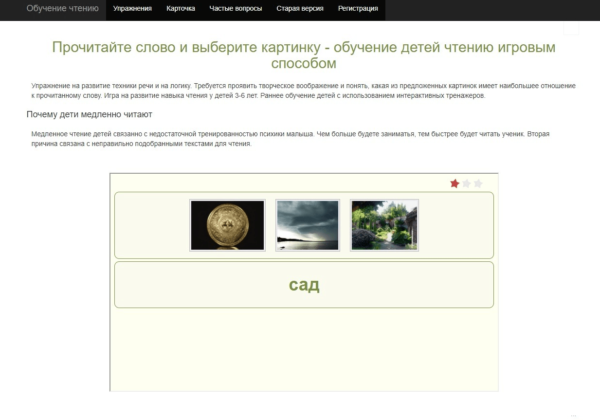 Обучение чтению Упражнения Карточка Частые вопросы Старая версия Регистрация
Прочитайте слово и выберите картинку - обучение детей чтению игровым
способом
Упражнение на развитие техники речи и на логику. Требуется проявить творческое воображение и понять, какая из предложенных картинок имеет наибольшее отношение
к прочитанному слову. Игра на развитие навыка чтения у детей 3-6 лет. Раннее обучение детей с использованием интерактивных тренажеров.
Почему дети медленно читают
Медленное чтение детей связанно с недостаточной тренированностью психики малыша. Чем больше будете заниматья, тем быстрее будет читать ученик. Вторая
причина связана с неправильно подобранными текстами для чтения.
сад